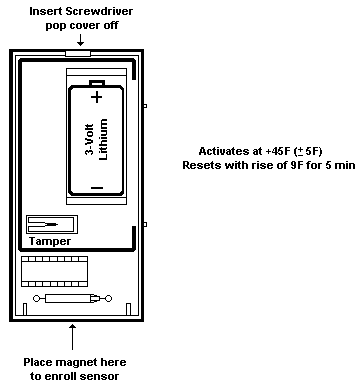 Insert Screwdriver
pop cover off
+
3-Volt
Lithium
–
Activates at +45F (±5F)
Resets with rise of 9F for 5 min
Tamper
Place magnet here
to enroll sensor